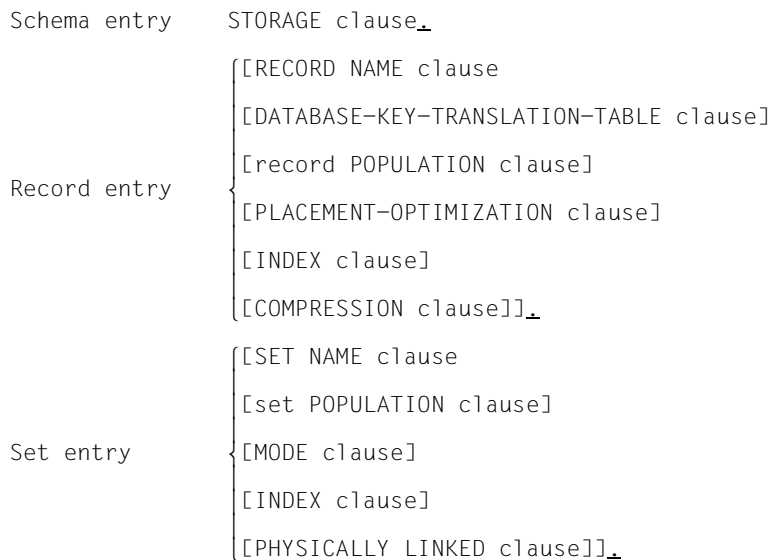 Schema entry STORAGE clause.
[RECORD NAME clause
[DATABASE-KEY-TRANSLATION-TABLE clause]
[record POPULATION clause]
Record entry
[PLACEMENT-OPTIMIZATION clause]
[INDEX clause]
[COMPRESSION clause]].
[SET NAME clause
[set POPULATION clause]
Set entry [MODE clause]
[INDEX clause]
[PHYSICALLY LINKED clause]].